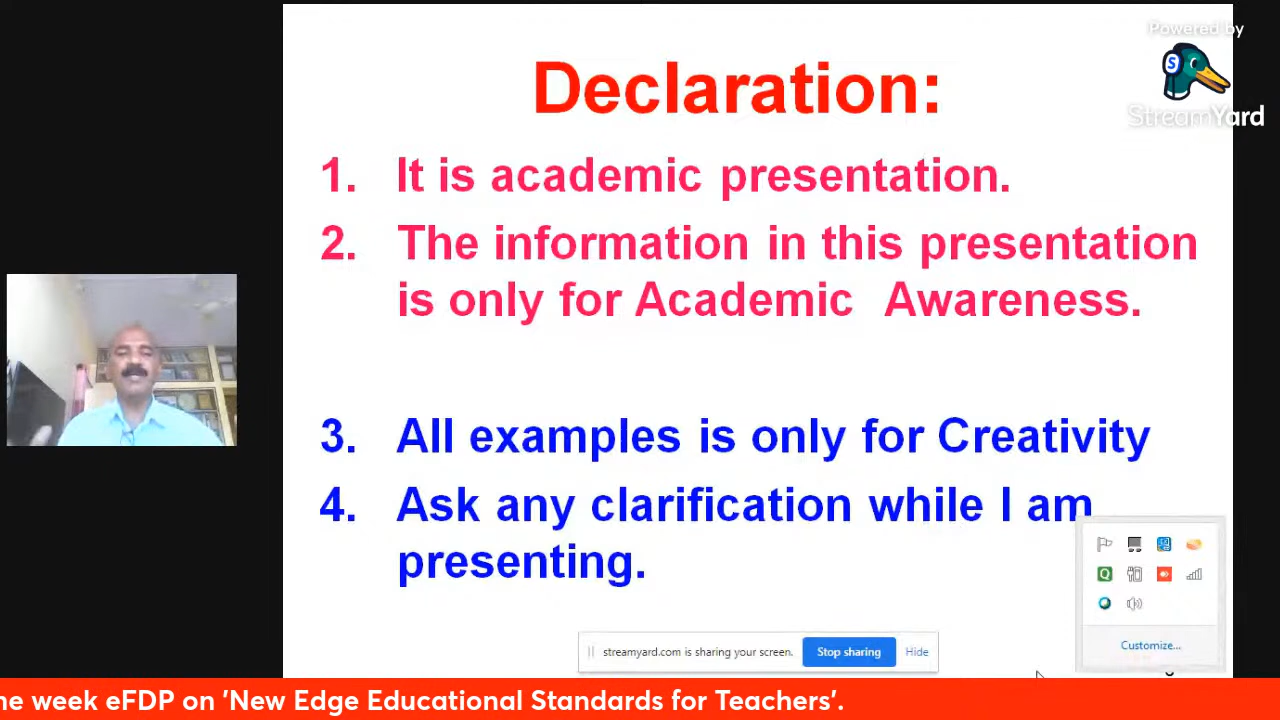 Powered by
StreamYard
Declaration:
1. It is academic presentation.
2. The information in this presentation
is only for Academic Awareness.
3. All examples is only for Creativity
4. Ask any clarification while I am
presenting.
Customize...
streamyard.com is sharing your screen. Stop sharing Hide
week eFDP on 'New Edge Educational Standards for Teachers'.